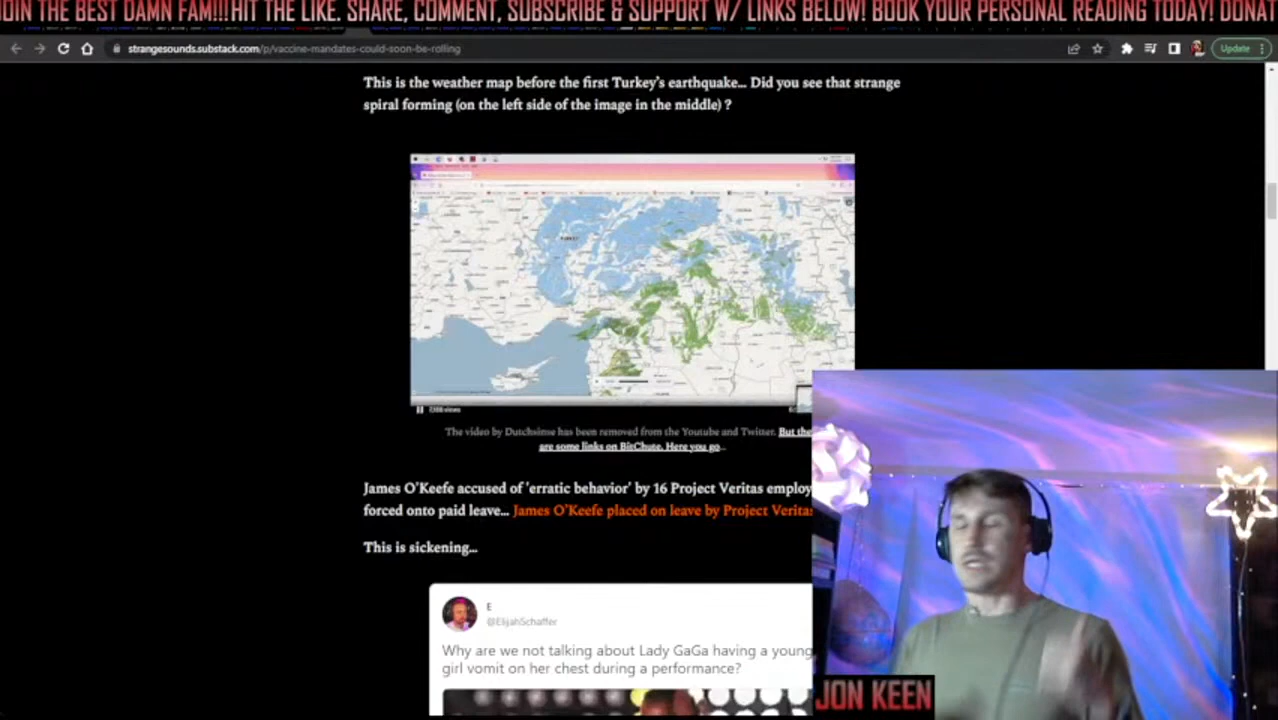 JOIN THE BEST DAMN FAM!!!HIT THE LIKE. SHARE, COMMENT, SUBSCRIBE & SUPPORT W/ LINKS BELOW! BOOK YOUR PERSONAL READING TODAY! DONAT
strangesounds.substack.com/p/vaccine-mandates-could-soon-be-rolling
Update
This is the weather map before the first Turkey's earthquake... Did you see that strange
spiral forming (on the left side of the image in the middle) ?
TURKEY
The video by Dutchsinse has been removed from the Youtube and Twitter. But the
are some links on BitChute. Here you go...
James O'Keefe accused of 'erratic behavior' by 16 Project Veritas employ
forced onto paid leave... James O'Keefe placed on leave by Project Veritas
This is sickening...
E
@ElijahSchaffer
Why are we not talking about Lady GaGa having a young
girl vomit on her chest during a performance?
JON KEEN